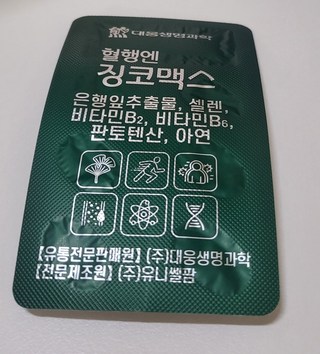 대웅생명과학
혈행엔
징코맥스
은행잎추출물, 셀렌,
비타민B₂, 비타민B₆,
판토텐산, 아연
【유통전문판매원】 (주)대웅생명과학
【전문제조원】 (주)유니쎌팜